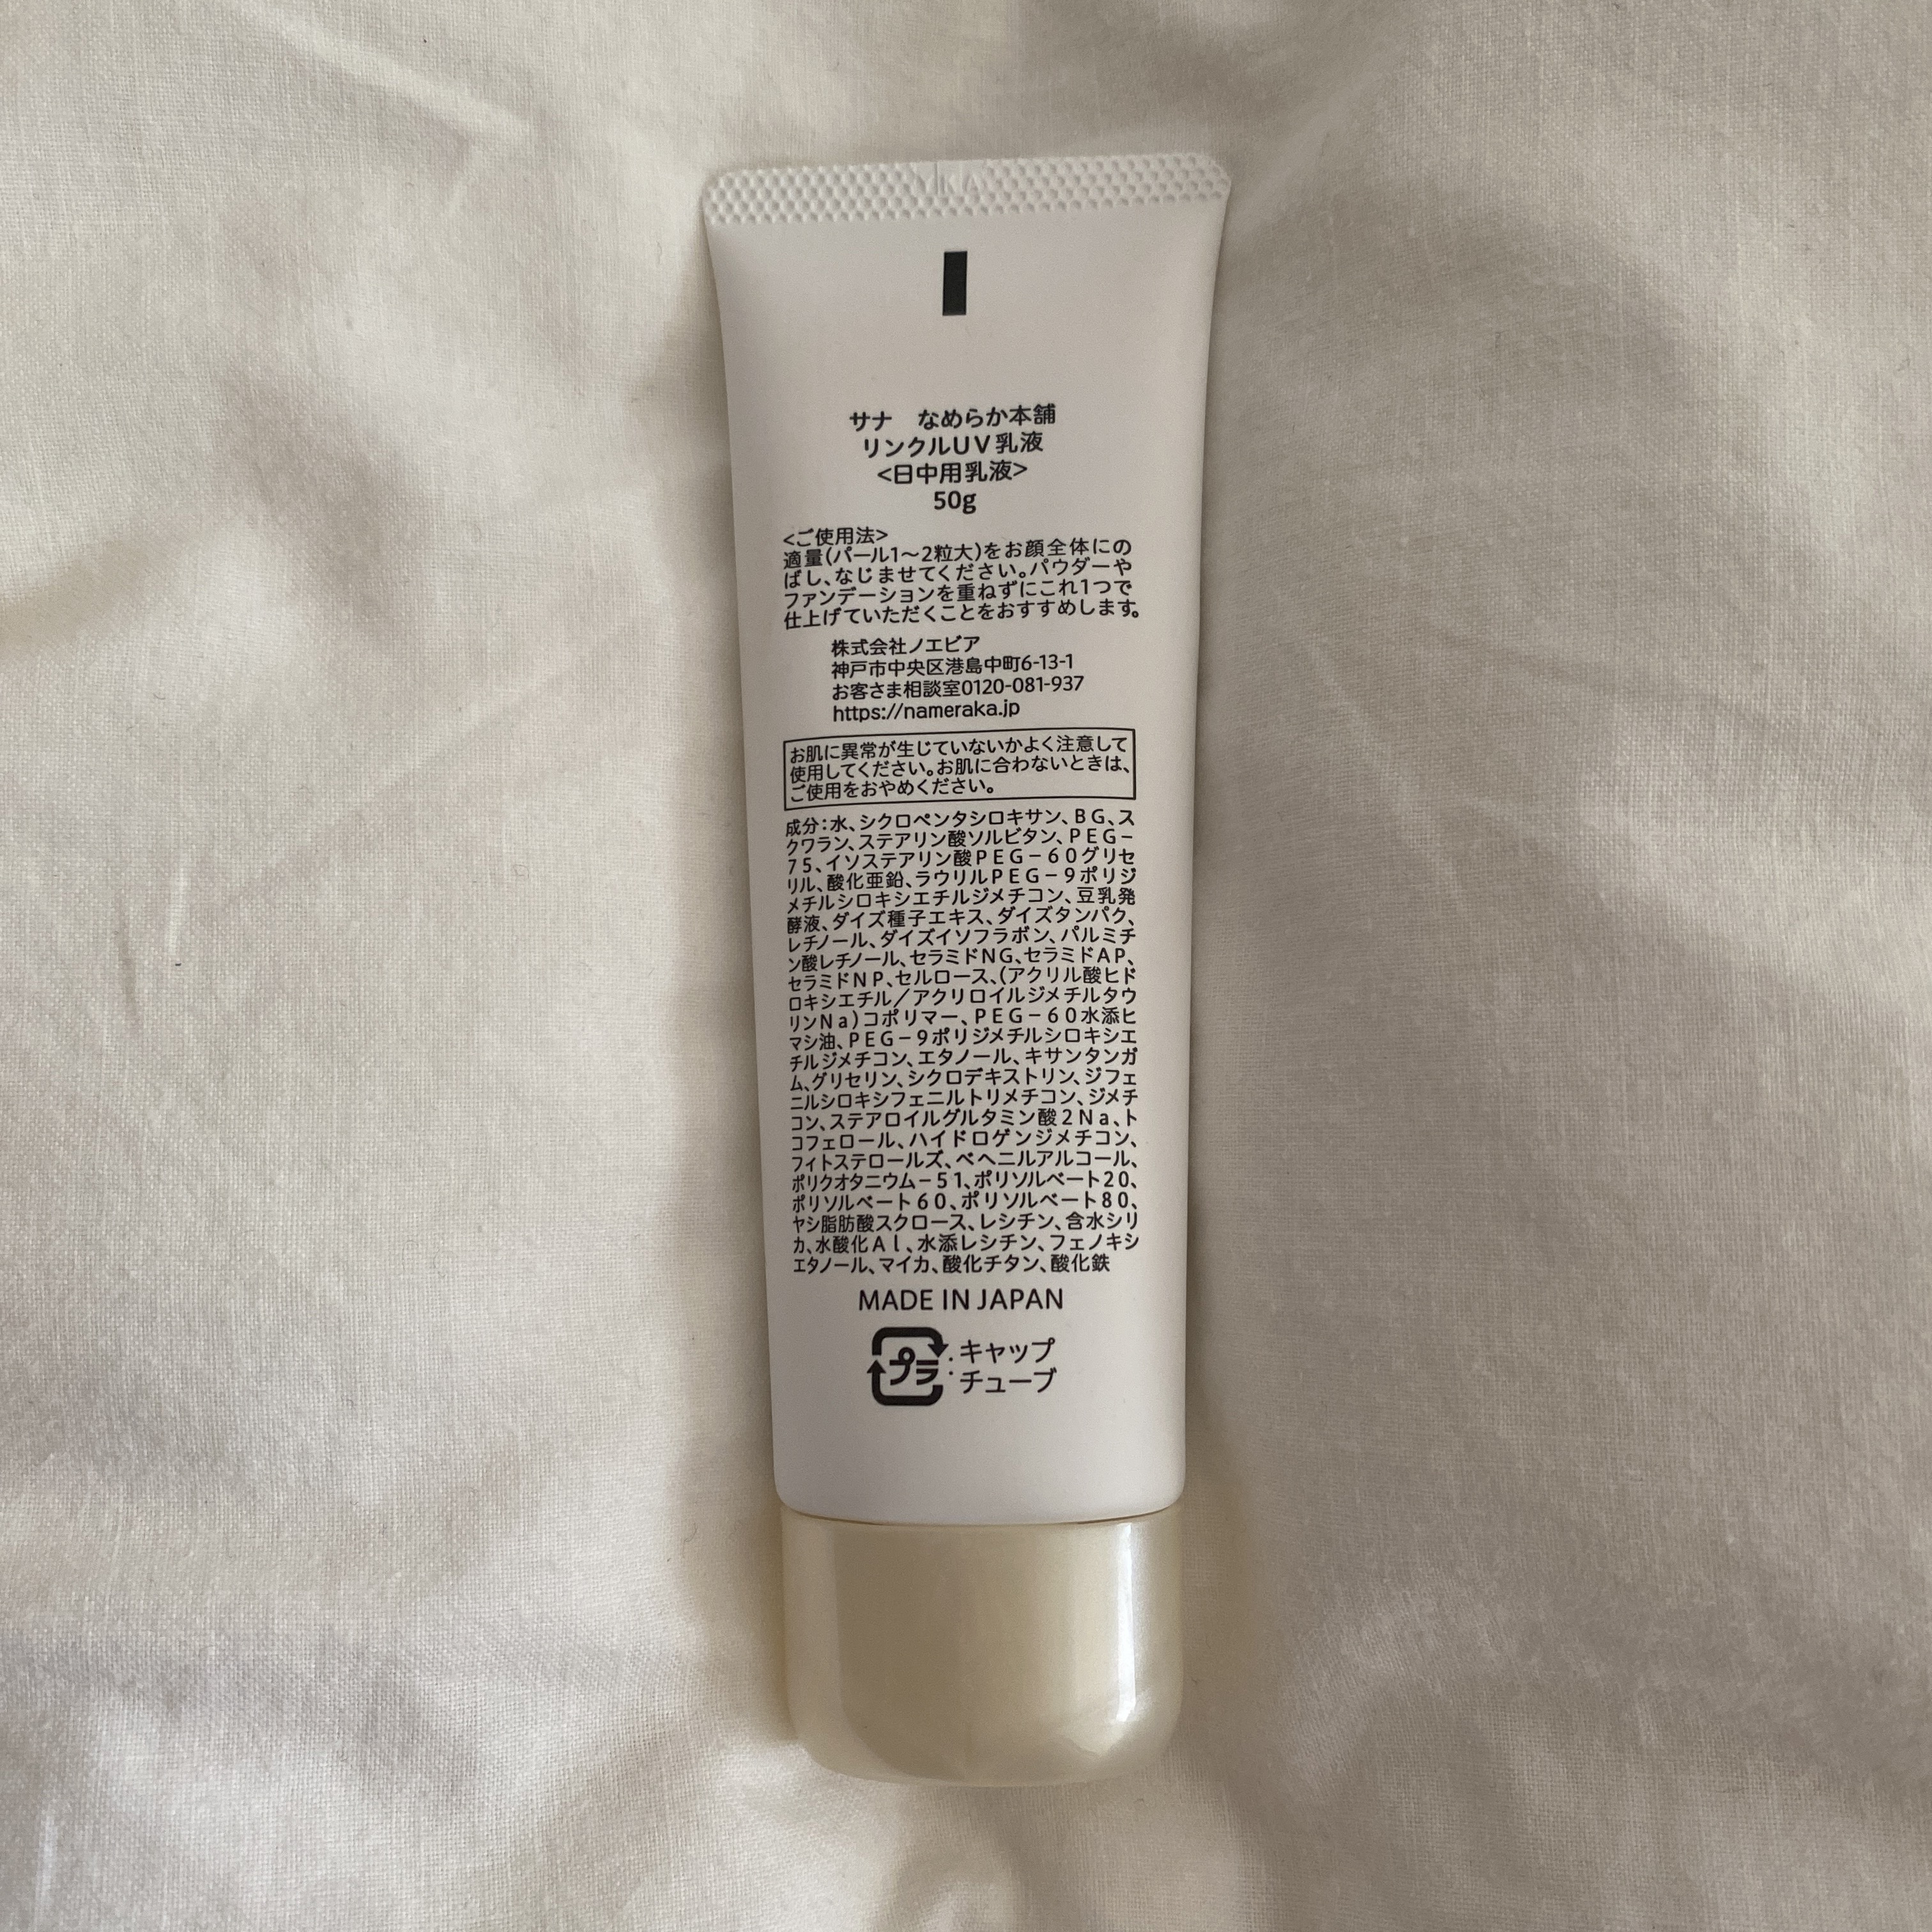 サナ　なめらか本舗
リンクルUV乳液
<日中用乳液>
50g
<ご使用法>
適量(パール1〜2粒大)をお顔全体にの
ばし、なじませてください。パウダーや
ファンデーションを重ねずにこれ1つで
仕上げていただくことをおすすめします。
株式会社ノエビア
神戸市中央区港島中町6-13-1
お客さま相談室0120-081-937
https://nameraka.jp
お肌に異常が生じていないかよく注意して
使用してください。お肌に合わないときは、
ご使用をおやめください。
成分：水、シクロペンタシロキサン、BG、ス
クワラン、ステアリン酸ソルビタン、PEG−
75、イソステアリン酸PEG−60グリセ
リル、酸化亜鉛、ラウリルPEG−9ポリジ
メチルシロキシエチルジメチコン、豆乳発
酵液、ダイズ種子エキス、ダイズタンパク、
レチノール、ダイズイソフラボン、パルミチ
ン酸レチノール、セラミドNG、セラミドAP、
セラミドNP、セルロース、(アクリル酸ヒド
ロキシエチル／アクリロイルジメチルタウ
リンNa)コポリマー、PEG−60水添ヒ
マシ油、PEG−9ポリジメチルシロキシエ
チルジメチコン、エタノール、キサンタンガ
ム、グリセリン、シクロデキストリン、ジフェ
ニルシロキシフェニルトリメチコン、ジメチ
コン、ステアロイルグルタミン酸2Na、ト
コフェロール、ハイドロゲンジメチコン、
フィトステロールズ、ベヘニルアルコール、
ポリクオタニウム−51、ポリソルベート20、
ポリソルベート60、ポリソルベート80、
ヤシ脂肪酸スクロース、レシチン、含水シリ
カ、水酸化Al、水添レシチン、フェノキシ
エタノール、マイカ、酸化チタン、酸化鉄
MADE IN JAPAN
プラ：キャップ
：チューブ